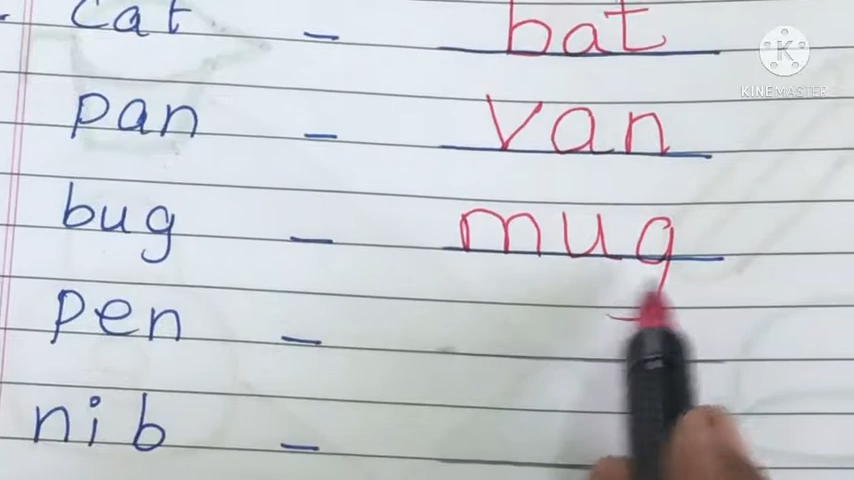 cat - bat
K
KINEMASTER
pan - van
bug - mug
pen -
nib -